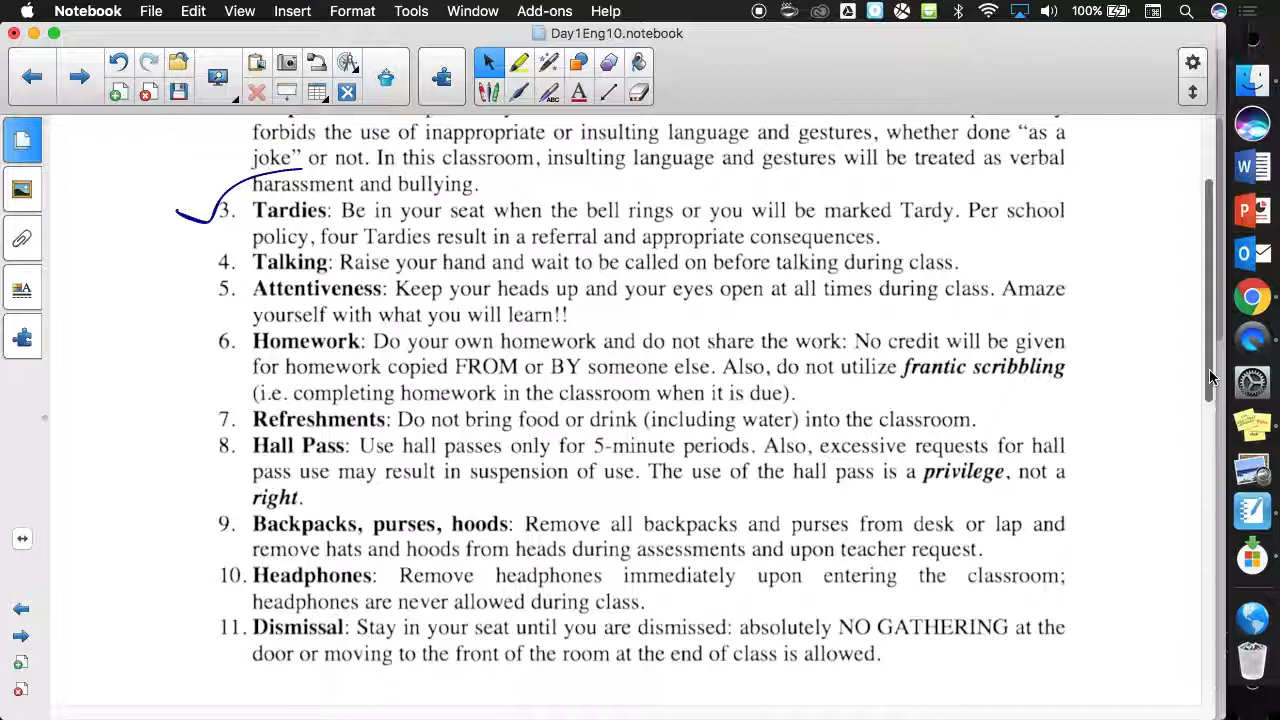 Notebook File Edit View Insert Format Tools Window Add-ons Help 100%
Day1Eng10.notebook
forbids the use of inappropriate or insulting language and gestures, whether done “as a
joke” or not. In this classroom, insulting language and gestures will be treated as verbal
harassment and bullying.
3. Tardies: Be in your seat when the bell rings or you will be marked Tardy. Per school
policy, four Tardies result in a referral and appropriate consequences.
4. Talking: Raise your hand and wait to be called on before talking during class.
5. Attentiveness: Keep your heads up and your eyes open at all times during class. Amaze
yourself with what you will learn!!
6. Homework: Do your own homework and do not share the work: No credit will be given
for homework copied FROM or BY someone else. Also, do not utilize frantic scribbling
(i.e. completing homework in the classroom when it is due).
7. Refreshments: Do not bring food or drink (including water) into the classroom.
8. Hall Pass: Use hall passes only for 5-minute periods. Also, excessive requests for hall
pass use may result in suspension of use. The use of the hall pass is a privilege, not a
right.
9. Backpacks, purses, hoods: Remove all backpacks and purses from desk or lap and
remove hats and hoods from heads during assessments and upon teacher request.
10. Headphones: Remove headphones immediately upon entering the classroom;
headphones are never allowed during class.
11. Dismissal: Stay in your seat until you are dismissed: absolutely NO GATHERING at the
door or moving to the front of the room at the end of class is allowed.